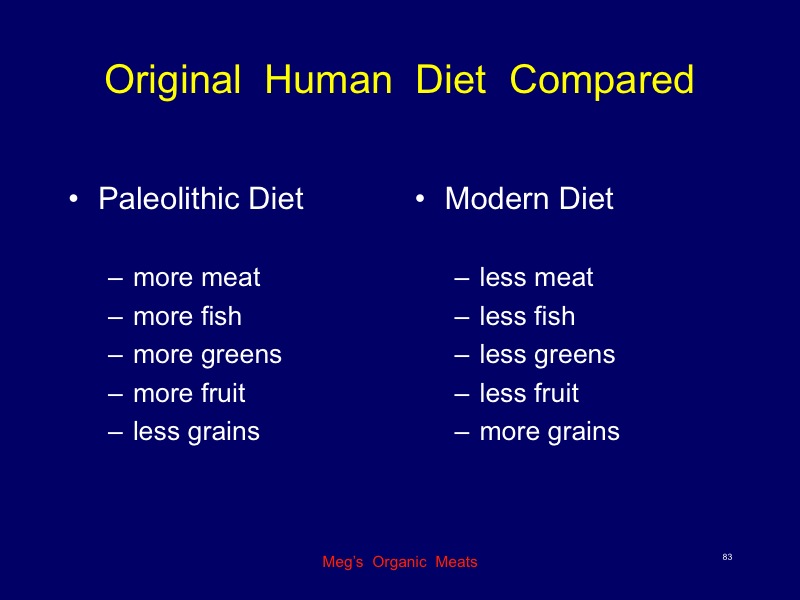 Original Human Diet Compared
• Paleolithic Diet
– more meat
– more fish
– more greens
– more fruit
– less grains
• Modern Diet
– less meat
– less fish
– less greens
– less fruit
– more grains
Meg's Organic Meats
83